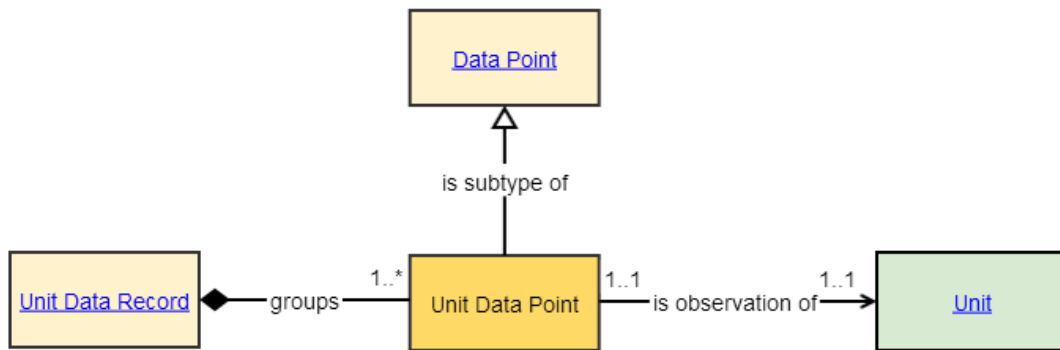 Data Point
is subtype of
Unit Data Record
groups
1..*
Unit Data Point
1..1
is observation of
1..1
Unit